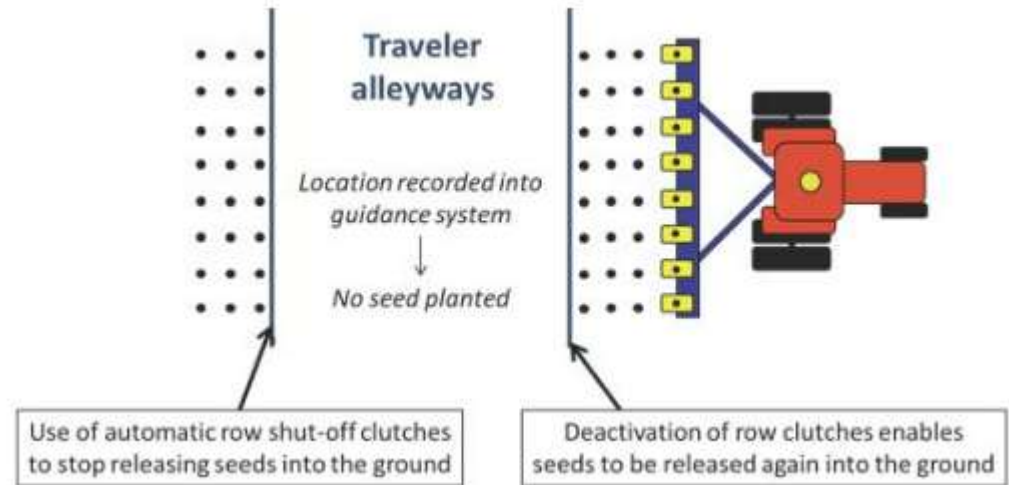 Traveler
alleyways
Location recorded into
guidance system
No seed planted
Use of automatic row shut-off clutches
to stop releasing seeds into the ground
Deactivation of row clutches enables
seeds to be released again into the ground